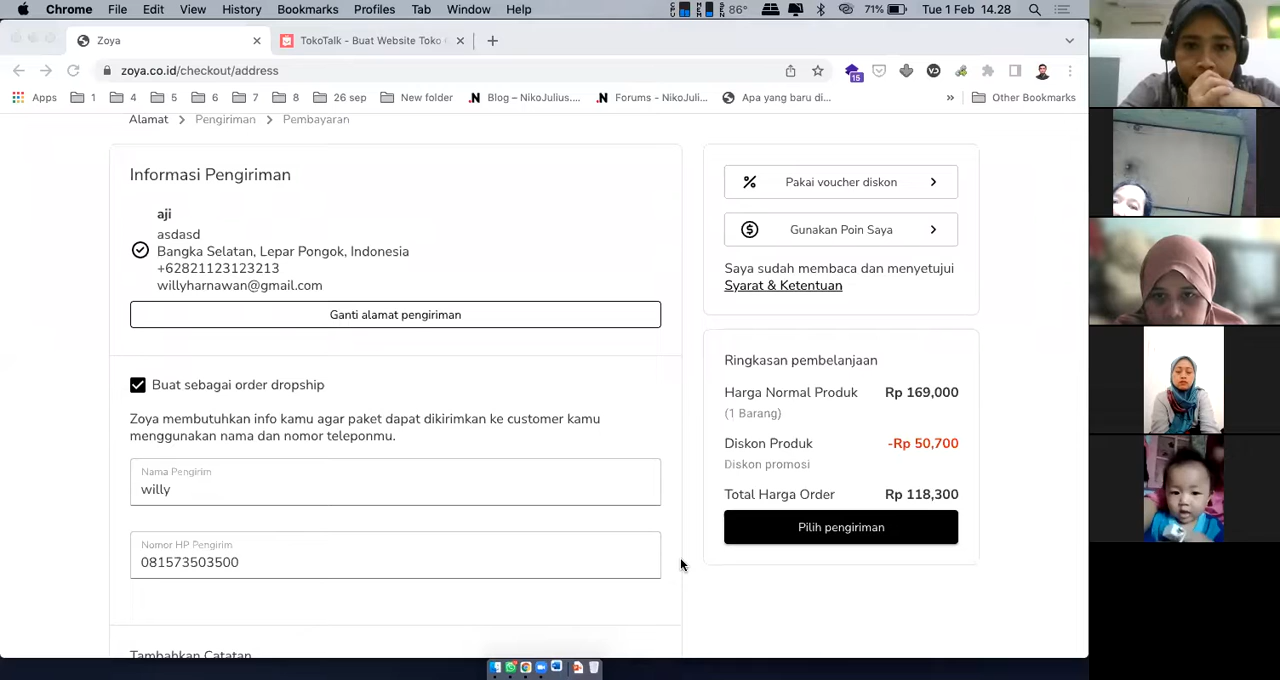 Chrome File Edit View History Bookmarks Profiles Tab Window Help 86° 71% Tue 1 Feb 14.28
Zoya
TokoTalk - Buat Website Toko
zoya.co.id/checkout/address
15
Apps 1 4 5 6 7 8 26 sep New folder Blog – NikoJulius.... Forums - NikoJuli... Apa yang baru di... » Other Bookmarks
Alamat > Pengiriman > Pembayaran
Informasi Pengiriman
aji
asdasd
Bangka Selatan, Lepar Pongok, Indonesia
+62821123123213
willyharnawan@gmail.com
Ganti alamat pengiriman
Buat sebagai order dropship
Zoya membutuhkan info kamu agar paket dapat dikirimkan ke customer kamu
menggunakan nama dan nomor teleponmu.
Nama Pengirim
willy
Nomor HP Pengirim
081573503500
Tambahkan Catatan
Pakai voucher diskon
Gunakan Poin Saya
Saya sudah membaca dan menyetujui
Syarat & Ketentuan
Ringkasan pembelanjaan
Harga Normal Produk Rp 169,000
(1 Barang)
Diskon Produk -Rp 50,700
Diskon promosi
Total Harga Order Rp 118,300
Pilih pengiriman